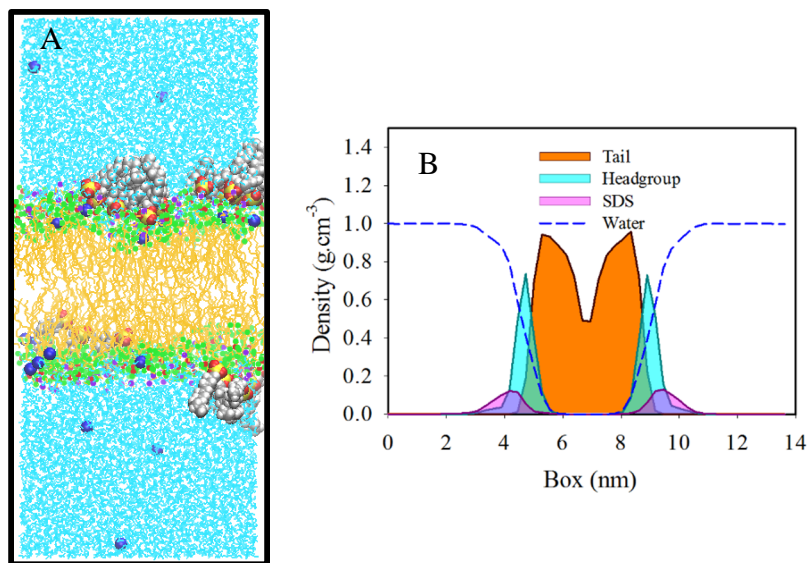 A
B
Tail
Headgroup
SDS
Water
Density (g.cm⁻³)
1.4
1.2
1.0
0.8
0.6
0.4
0.2
0.0
0 2 4 6 8 10 12 14
Box (nm)